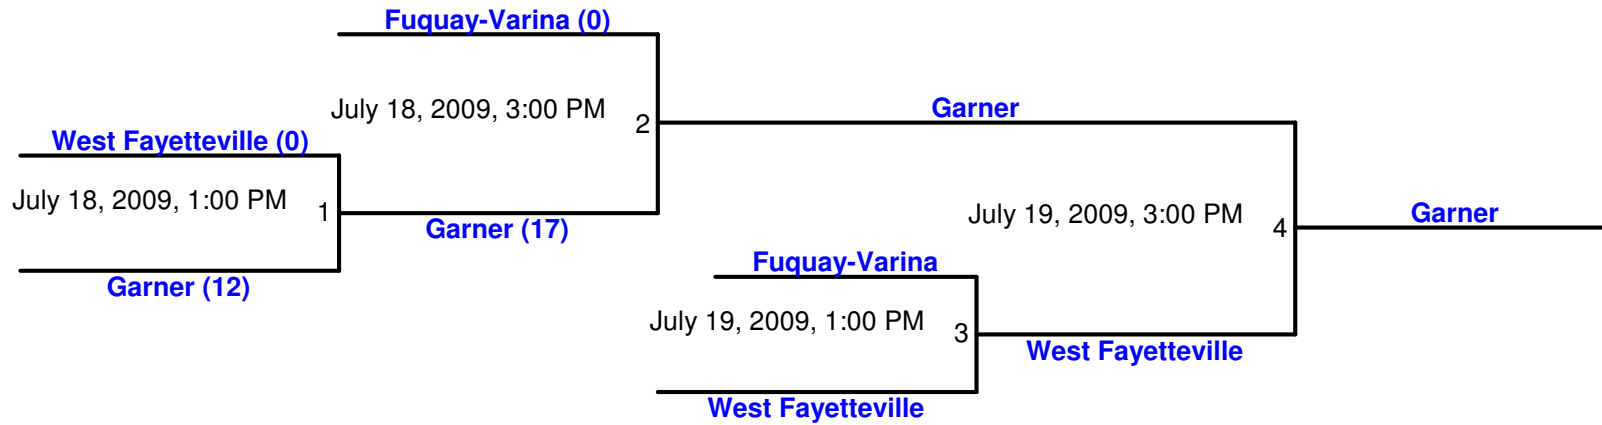 Fuquay-Varina (0)
July 18, 2009, 3:00 PM
2
Garner
West Fayetteville (0)
July 18, 2009, 1:00 PM
1
Garner (17)
Garner (12)
July 19, 2009, 3:00 PM
4
Garner
Fuquay-Varina
July 19, 2009, 1:00 PM
3
West Fayetteville
West Fayetteville